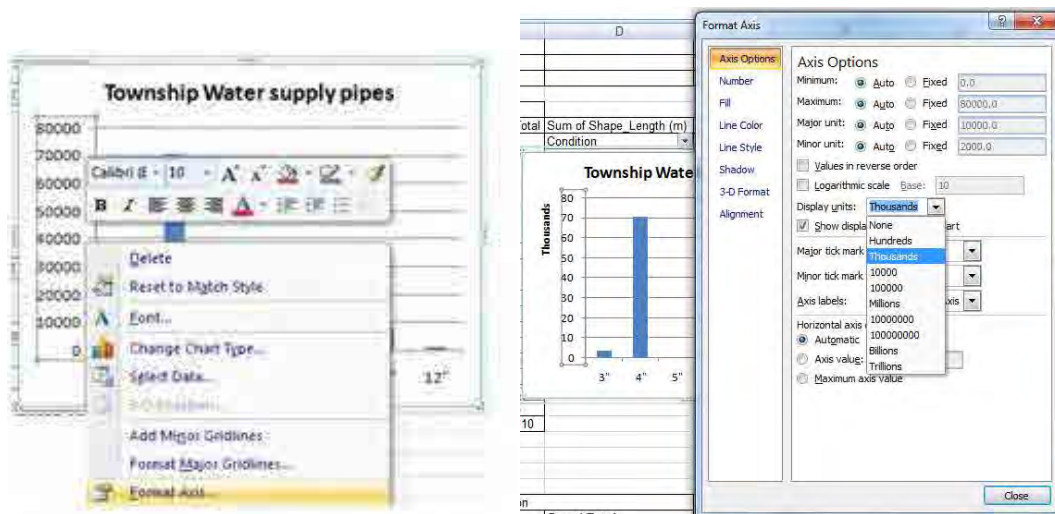 Township Water supply pipes
80000
70000
60000
50000
40000
30000
20000
10000
0
12"
Calibri (E 10 A A
B I A
Delete
Reset to Match Style
Font...
Change Chart Type...
Select Data...
Add Minor Gridlines
Format Major Gridlines...
Format Axis...
D
otal Sum of Shape_Length (m)
Condition
Township Wate
Thousands
80
70
60
50
40
30
20
10
0
3" 4" 5"
10
on
Format Axis
Axis Options
Number
Fill
Line Color
Line Style
Shadow
3-D Format
Alignment
Axis Options
Minimum: Auto Fixed 0.0
Maximum: Auto Fixed 80000.0
Major unit: Auto Fixed 10000.0
Minor unit: Auto Fixed 2000.0
Values in reverse order
Logarithmic scale Base: 10
Display units: Thousands
Show displa art
None
Hundreds
Thousands
10000
100000
Millions
10000000
100000000
Billions
Trillions
Major tick mark
Minor tick mark
Axis labels: xis
Horizontal axis
Automatic
Axis value:
Maximum axis value
Close